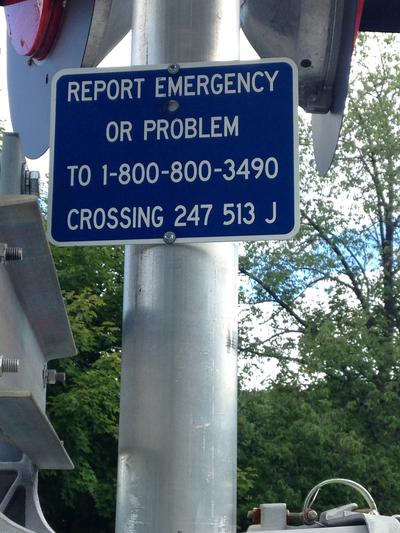 REPORT EMERGENCY
OR PROBLEM
TO 1-800-800-3490
CROSSING 247 513 J